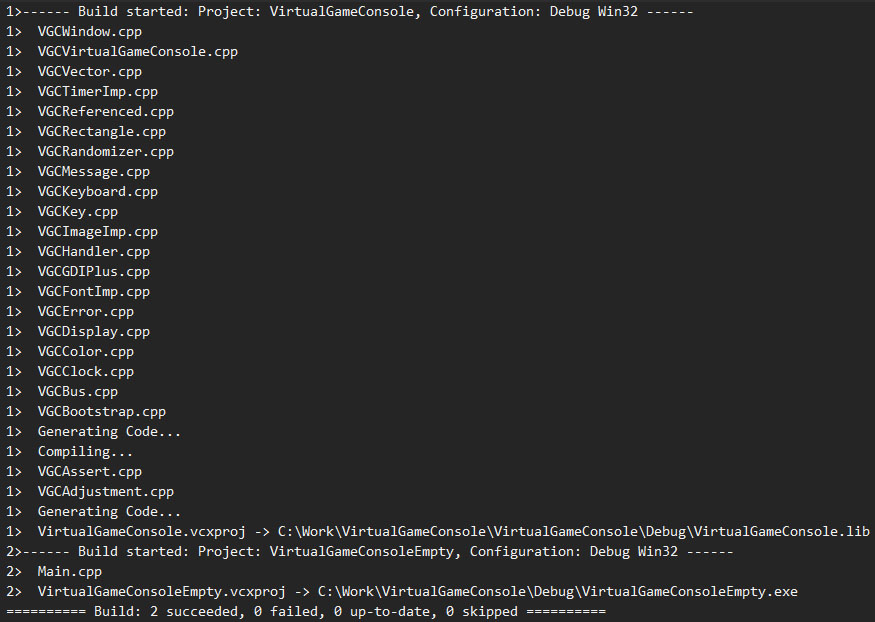 1>------ Build started: Project: VirtualGameConsole, Configuration: Debug Win32 ------
1>  VGCWindow.cpp
1>  VGCVirtualGameConsole.cpp
1>  VGCVector.cpp
1>  VGCTimerImp.cpp
1>  VGCReferenced.cpp
1>  VGCRectangle.cpp
1>  VGCRandomizer.cpp
1>  VGCMessage.cpp
1>  VGCKeyboard.cpp
1>  VGCKey.cpp
1>  VGCImageImp.cpp
1>  VGCHandler.cpp
1>  VGCGDIPlus.cpp
1>  VGCFontImp.cpp
1>  VGCError.cpp
1>  VGCDisplay.cpp
1>  VGCColor.cpp
1>  VGCClock.cpp
1>  VGCBus.cpp
1>  VGCBootstrap.cpp
1>  Generating Code...
1>  Compiling...
1>  VGCAssert.cpp
1>  VGCAdjustment.cpp
1>  Generating Code...
1>  VirtualGameConsole.vcxproj -> C:\Work\VirtualGameConsole\VirtualGameConsole\Debug\VirtualGameConsole.lib
2>------ Build started: Project: VirtualGameConsoleEmpty, Configuration: Debug Win32 ------
2>  Main.cpp
2>  VirtualGameConsoleEmpty.vcxproj -> C:\Work\VirtualGameConsole\Debug\VirtualGameConsoleEmpty.exe
========== Build: 2 succeeded, 0 failed, 0 up-to-date, 0 skipped ==========